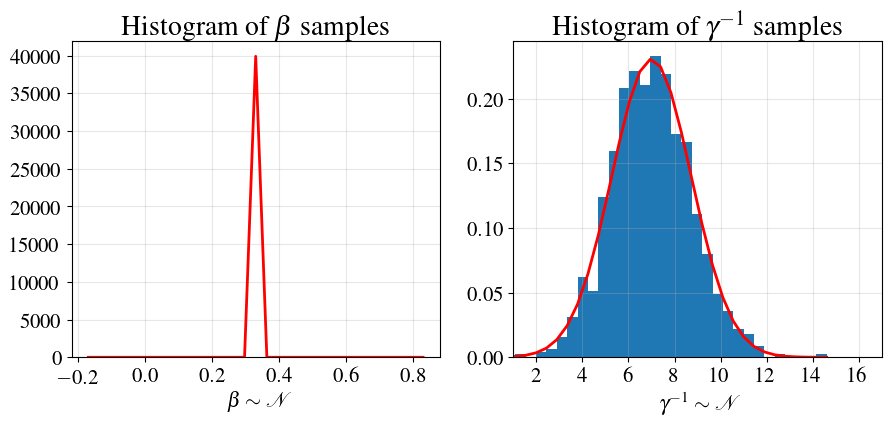 Histogram of β samples
40000
35000
30000
25000
20000
15000
10000
5000
0
−0.2 0.0 0.2 0.4 0.6 0.8
β ∼ 𝒩
Histogram of γ⁻¹ samples
0.20
0.15
0.10
0.05
0.00
2 4 6 8 10 12 14 16
γ⁻¹ ∼ 𝒩